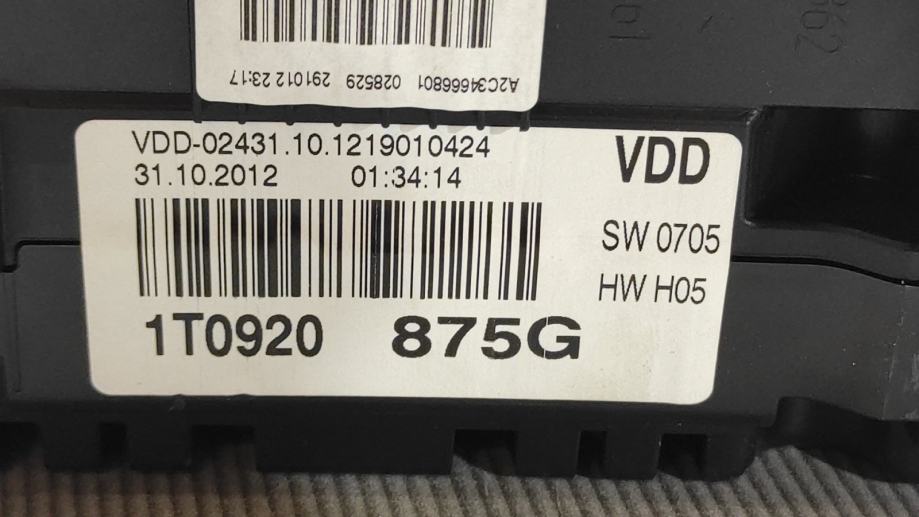 A2C34666801 028529 291012 23:17
VDD-02431.10.1219010424
31.10.2012 01:34:14
VDD
SW 0705
HW H05
1T0920 875G